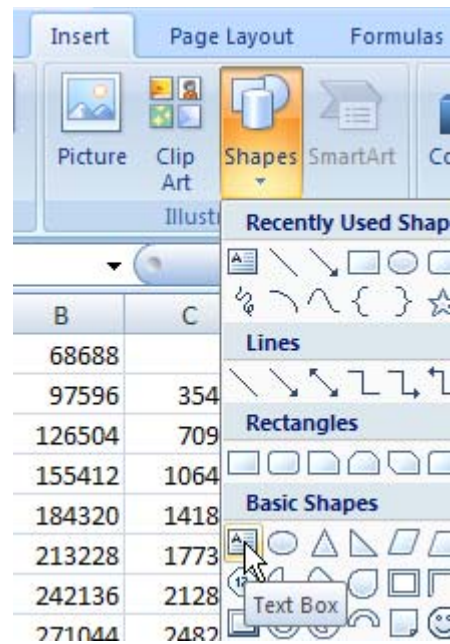 Insert Page Layout Formulas
Picture Clip Art Shapes SmartArt
Recently Used
Lines
B C
68688
97596 354
Rectangles
126504 709
155412 1064
Basic Shapes
184320 1418
213228 1773
242136 2128
Text Box
271044 2482